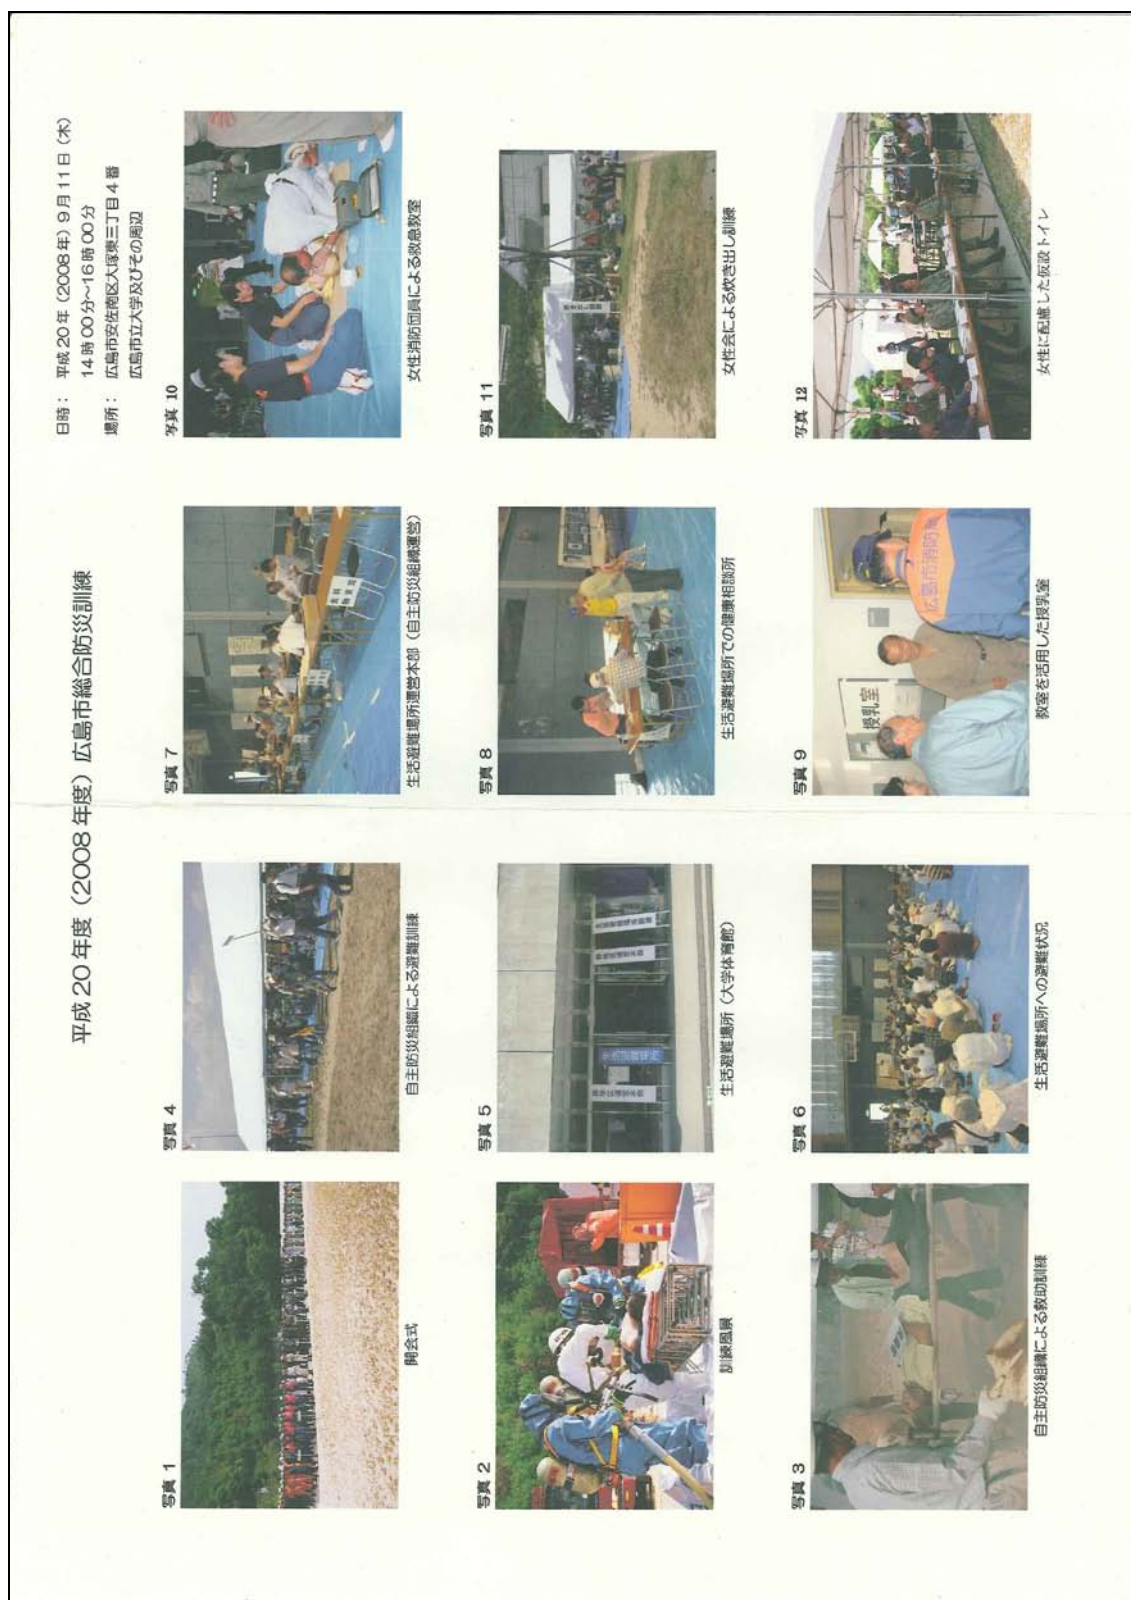 平成20年度（2008年度）広島市総合防災訓練
日時： 平成20年（2008年）9月11日（木）
14時00分～16時00分
場所： 広島市安佐南区大塚東三丁目4番
広島市立大学及びその周辺
写真 1
開会式
写真 2
訓練風景
写真 3
自主防災組織による救助訓練
写真 4
自主防災組織による避難訓練
写真 5
生活避難場所（大学体育館）
生活避難場所
写真 6
生活避難場所への避難状況
写真 7
生活避難場所運営本部（自主防災組織運営）
写真 8
生活避難場所での健康相談所
写真 9
授乳室
広島市消防局
教室を活用した授乳室
写真 10
女性消防団員による救急教室
写真 11
炊き出し訓練
女性会による炊き出し訓練
写真 12
女性に配慮した仮設トイレ